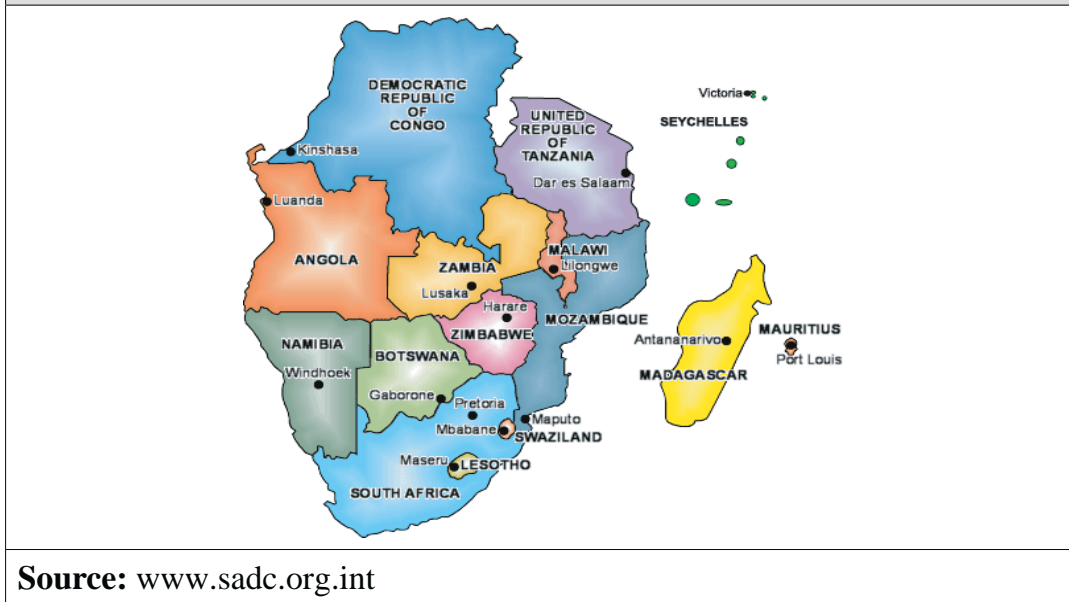 DEMOCRATIC
REPUBLIC
OF
CONGO
Kinshasa
UNITED
REPUBLIC
OF
TANZANIA
Dar es Salaam
Victoria
SEYCHELLES
Luanda
ANGOLA
ZAMBIA
Lusaka
MALAWI
Lilongwe
Harare
ZIMBABWE
MOZAMBIQUE
NAMIBIA
Windhoek
BOTSWANA
Gaborone
Pretoria
Mbabane
Maputo
SWAZILAND
Maseru
LESOTHO
SOUTH AFRICA
Antananarivo
MADAGASCAR
MAURITIUS
Port Louis
Source: www.sadc.org.int